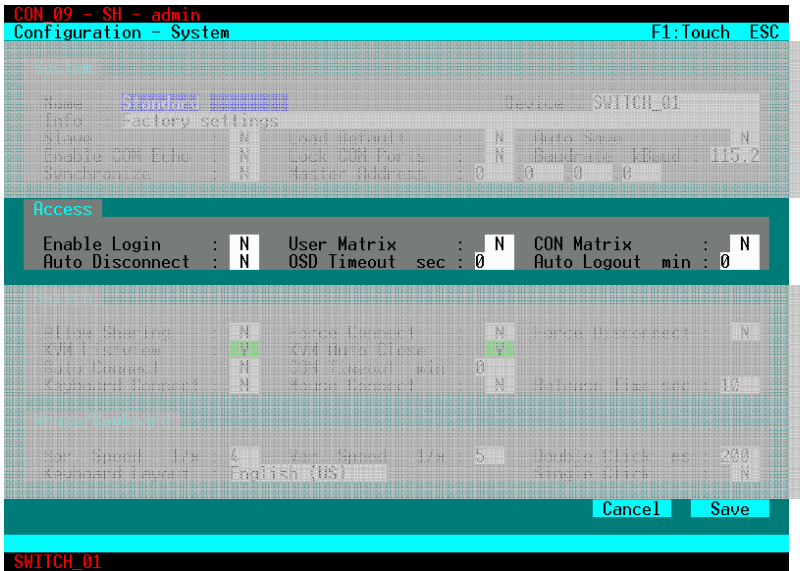 CON_09 - SH - admin
Configuration - System F1:Touch ESC
System
Name Standard Device SWITCH_01
Info Factory settings
Slave : N Load Default : N Auto Save : N
Enable COM Echo : N Lock COM Ports : N Baudrate kBaud : 115.2
Synchronize : N Master Address : 0 .0 .0 .0
Access
Enable Login : N User Matrix : N CON Matrix : N
Auto Disconnect : N OSD Timeout sec : 0 Auto Logout min : 0
Allow Sharing : N Force Connect : N Force Disconnect : N
Y KVM Auto Close : Y
Auto Connect : N Timeout min : 0
Keyboard Connect : N Mouse Connect : N Release Time sec : 10
Mouse/Keyboard
Hor. Speed 1/x : 4 Ver. Speed 1/x : 5 Double Click ms : 200
Keyboard Layout : English (US) Single Click : N
Cancel Save
SWITCH_01